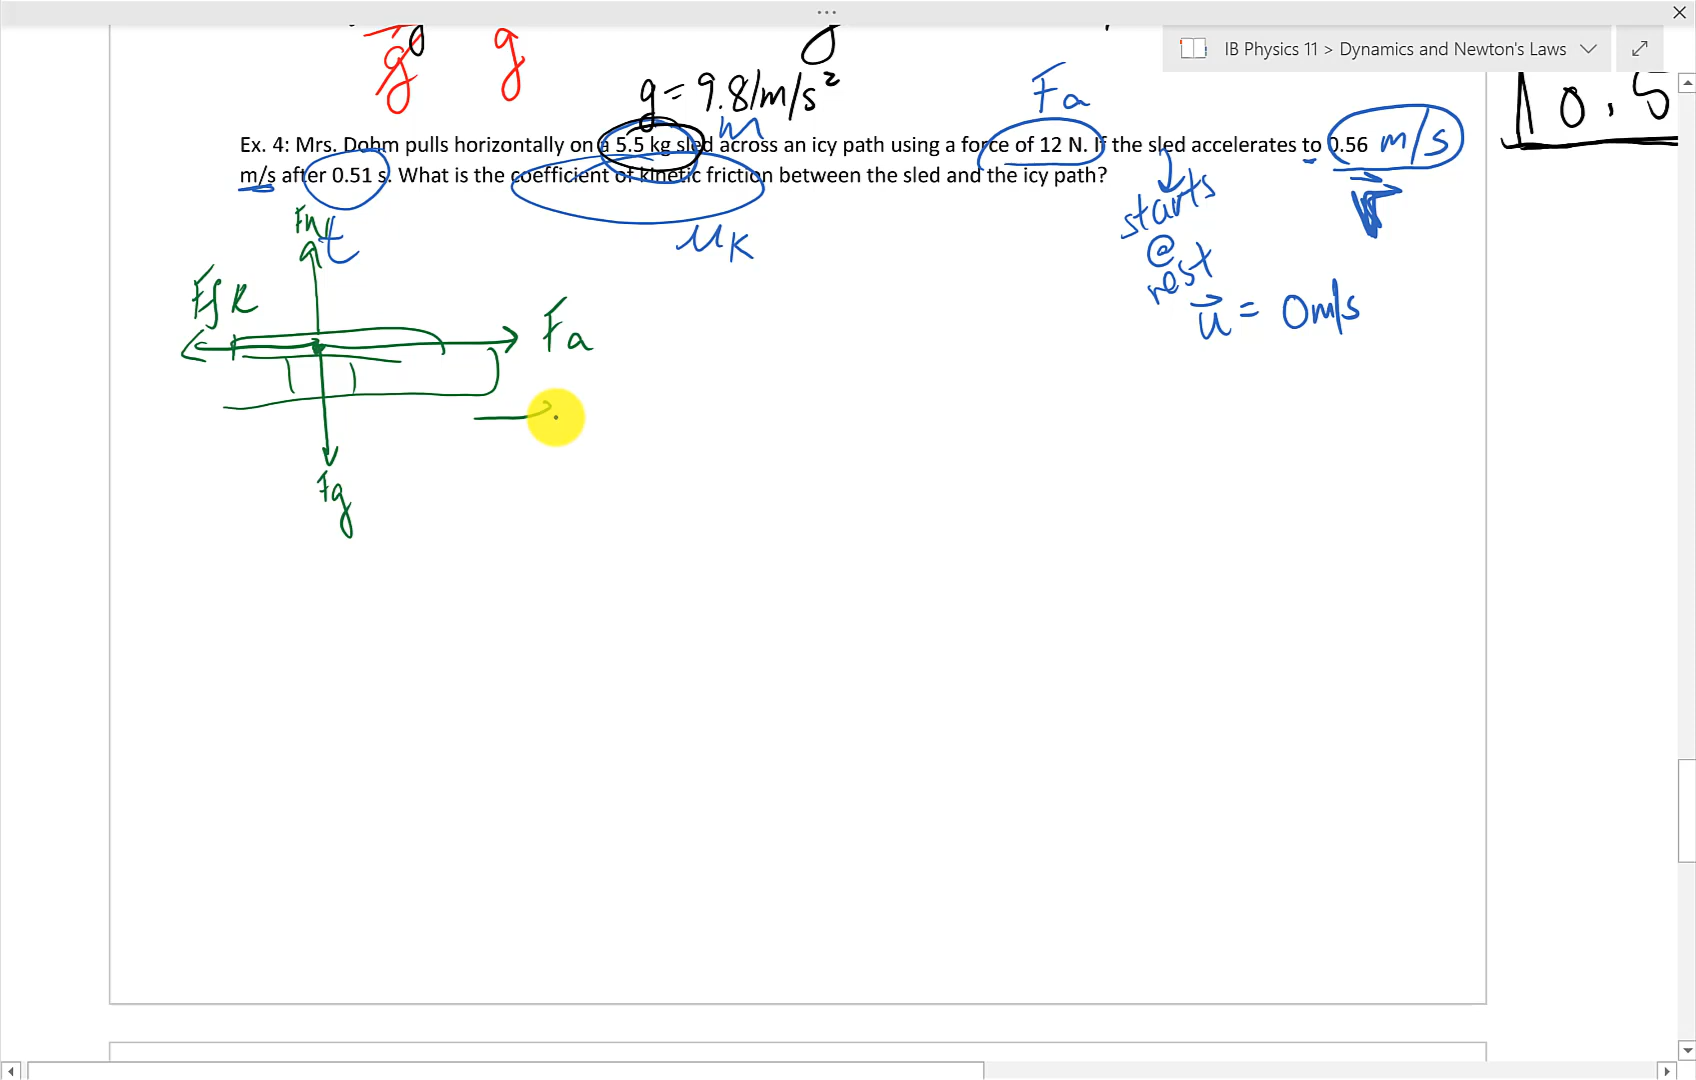 IB Physics 11 > Dynamics and Newton's Laws
g g
g = 9.81 m/s²
Fa
10.5
m
Ex. 4: Mrs. Dohm pulls horizontally on a 5.5 kg sled across an icy path using a force of 12 N. If the sled accelerates to 0.56 m/s
m/s after 0.51 s. What is the coefficient of kinetic friction between the sled and the icy path?
starts
@
rest
v
Fn
t
μK
u = 0m/s
FfK
Fa
Fg